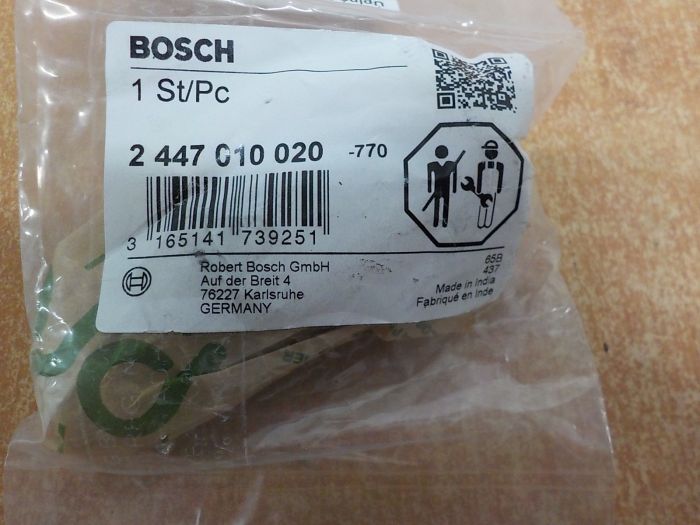 BOSCH
1 St/Pc
2 447 010 020 -770
3 165141 739251
Robert Bosch GmbH
Auf der Breit 4
76227 Karlsruhe
GERMANY
65B
437
Made in India
Fabriqué en Inde